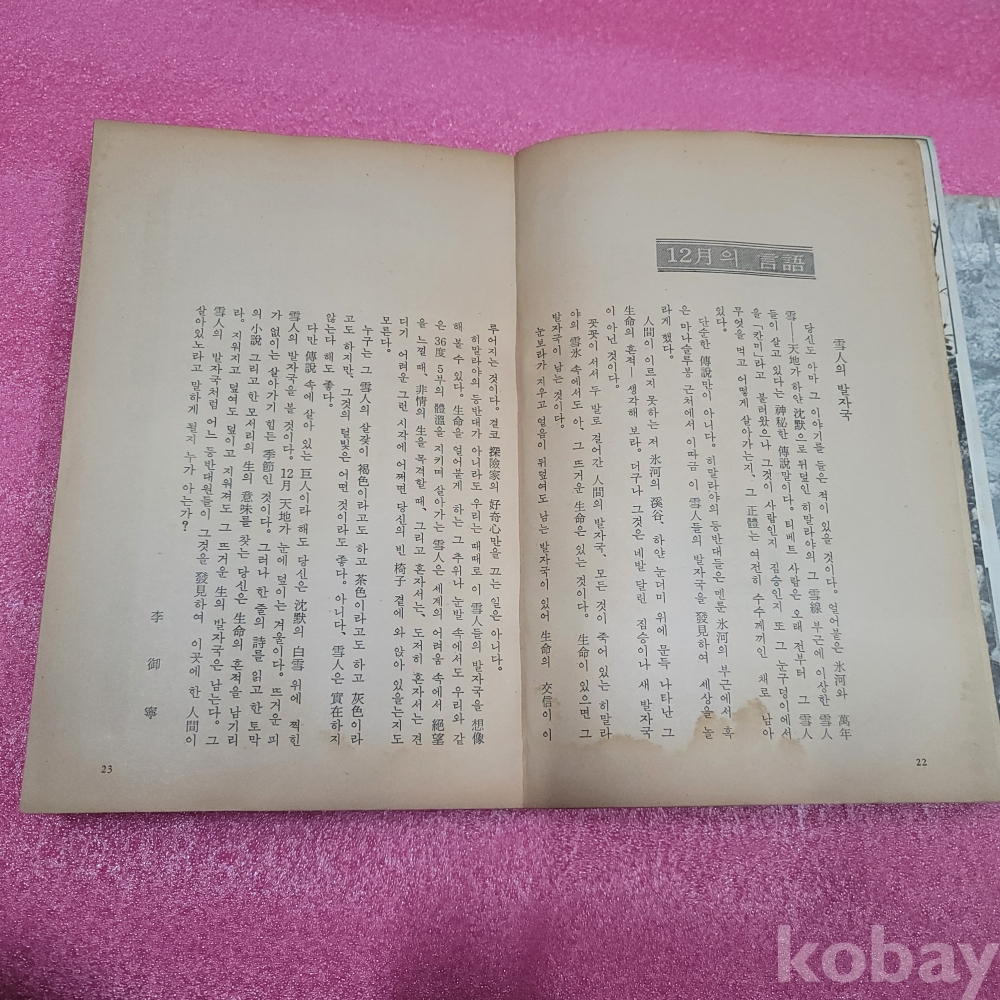 12月의 言語
雪人의 발자국
당신도 아마 그 이야기를 들은 적이 있을 것이다. 얼어붙은 氷河와 萬年
雪——天地가 하얀 沈默으로 뒤덮인 히말라야의 그 雪線 부근에 이상한 雪人
들이 살고 있다는 神秘한 傳說말이다. 티베트 사람은 오래 전부터 그 雪人
을 「칸미」라고 불러왔으나 그것이 사람인지 짐승인지 또 그 눈구덩이에서
무엇을 먹고 어떻게 살아가는지, 그 正體는 여전히 수수께끼인 채로 남아
있다.
단순한 傳說만이 아니다. 히말라야의 등반대들은 멘룽 氷河의 부근에서 혹
은 마나슬루봉 근처에서 이따금 이 雪人들의 발자국을 發見하여 세상을 놀
라게 했다.
人間이 이르지 못하는 저 氷河의 溪谷、하얀 눈더미 위에 문득 나타난 그
生命의 흔적—생각해 보라. 더구나 그것은 네발 달린 짐승이나 새 발자국
이 아닌 것이다.
꼿꼿이 서서 두 발로 걸어간 人間의 발자국、모든 것이 죽어 있는 히말라
야의 雪氷 속에서도 아、그 뜨거운 生命은 있는 것이다. 生命이 있으면 그
발자국이 남는 것이다.
눈보라가 지우고 얼음이 뒤덮여도 남는 발자국이 있어 生命의 交信이 이
22
루어지는 것이다. 결코 探險家의 好奇心만을 끄는 일은 아니다.
히말라야의 등반대가 아니라도 우리는 때때로 이 雪人들의 발자국을 想像
해 볼 수 있다. 生命을 얼어붙게 하는 그 추위나 눈발 속에서도 우리와 같
은 36度 5부의 體溫을 지키며 살아가는 雪人은 세계의 어려움 속에서 絕望
을 느낄 때、非情의 生을 목격할 때、그리고 혼자서는、도저히 혼자서는 견
디기 어려운 그런 시각에 어쩌면 당신의 빈 椅子 곁에 와 앉아 있을는지도
모른다.
누구는 그 雪人의 살갗이 褐色이라고도 하고 茶色이라고도 하고 灰色이라
고도 하지만、그것의 털빛은 어떤 것이라도 좋다. 아니다、雪人은 實在하지
않는다 해도 좋다.
다만 傳說 속에 살아 있는 巨人이라 해도 당신은 沈默의 白雪 위에 찍힌
雪人의 발자국을 볼 것이다. 12月 天地가 눈에 덮이는 겨울이다. 뜨거운 피
가 없이는 살아가기 힘든 季節인 것이다. 그러나 한 줄의 詩를 읽고 한 토막
의 小說 그리고 한 모서리의 生의 意味를 찾는 당신은 生命의 흔적을 남기리
라. 지워지고 덮여도 덮이고 지워져도 그 뜨거운 生의 발자국은 남는다. 그
雪人의 발자국처럼 어느 등반대원들이 그것을 發見하여 이곳에 한 人間이
살아있노라고 말하게 될지 누가 아는가?
李御寧
23
kobay